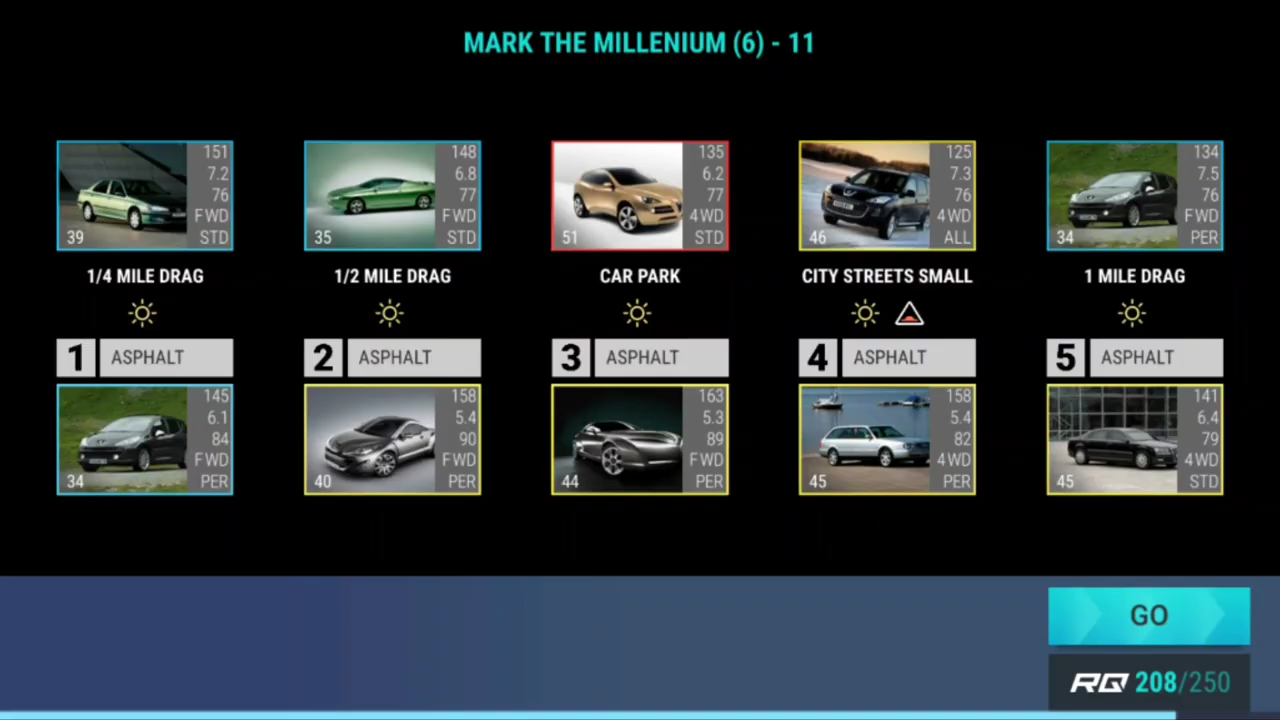 MARK THE MILLENIUM (6) - 11
151 148 135 125 134
7.2 6.8 6.2 7.3 7.5
76 77 77 76 76
FWD FWD 4WD 4WD FWD
39 STD 35 STD 51 STD 46 ALL 34 PER
1/4 MILE DRAG 1/2 MILE DRAG CAR PARK CITY STREETS SMALL 1 MILE DRAG
1 ASPHALT 2 ASPHALT 3 ASPHALT 4 ASPHALT 5 ASPHALT
145 158 163 158 141
6.1 5.4 5.3 5.4 6.4
84 90 89 82 79
FWD FWD FWD 4WD 4WD
34 PER 40 PER 44 PER 45 PER 45 STD
GO
RQ 208/250